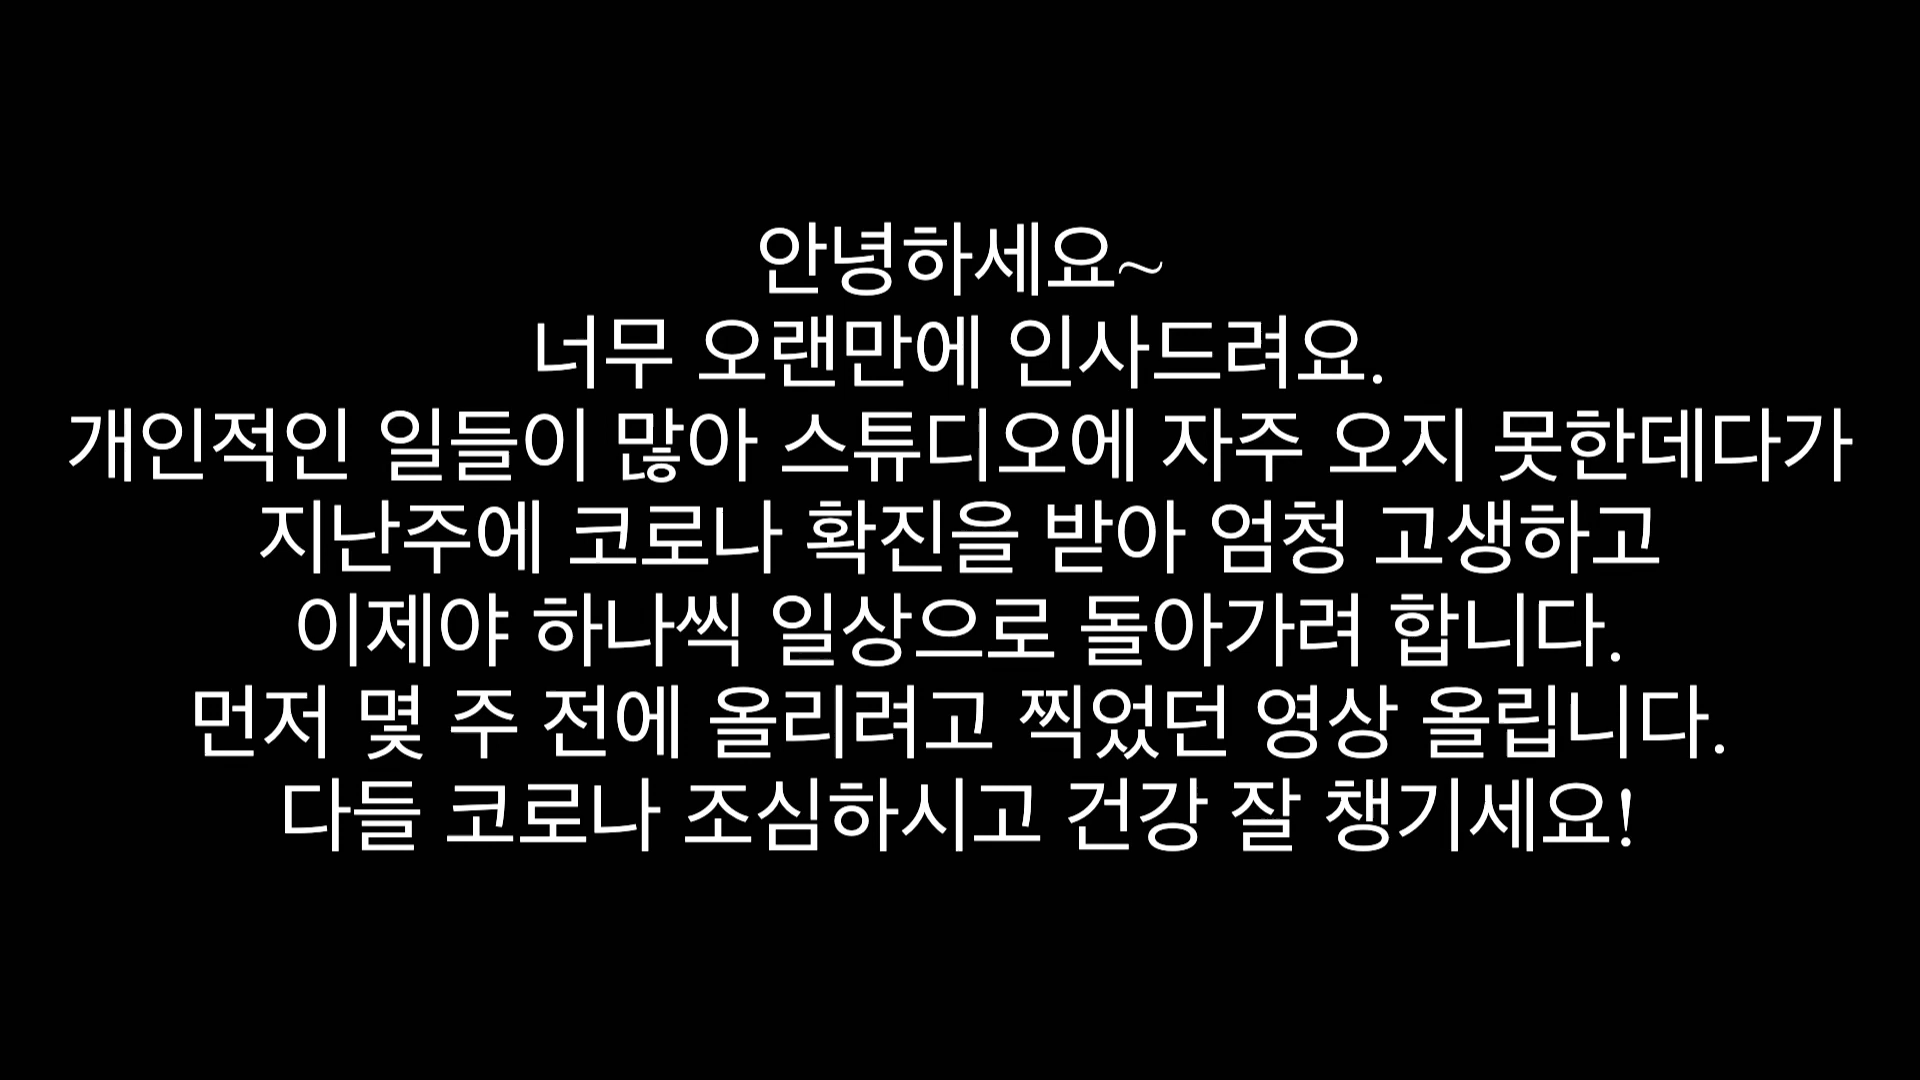 안녕하세요~
너무 오랜만에 인사드려요.
개인적인 일들이 많아 스튜디오에 자주 오지 못한데다가
지난주에 코로나 확진을 받아 엄청 고생하고
이제야 하나씩 일상으로 돌아가려 합니다.
먼저 몇 주 전에 올리려고 찍었던 영상 올립니다.
다들 코로나 조심하시고 건강 잘 챙기세요!